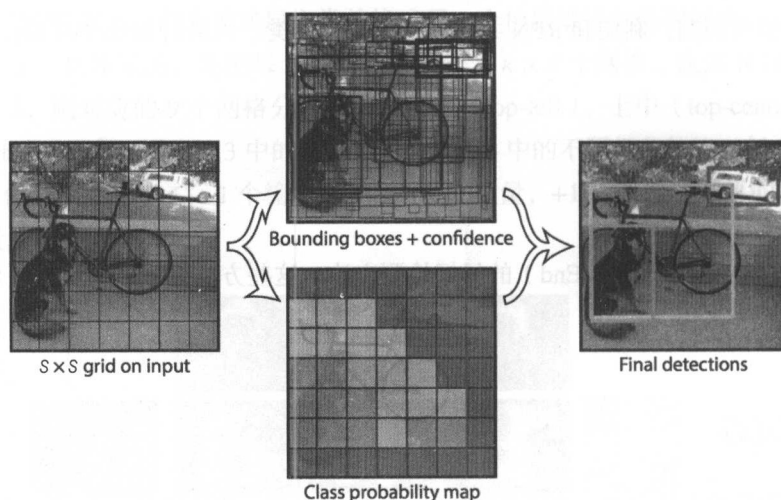 Bounding boxes + confidence
S × S grid on input
Final detections
Class probability map